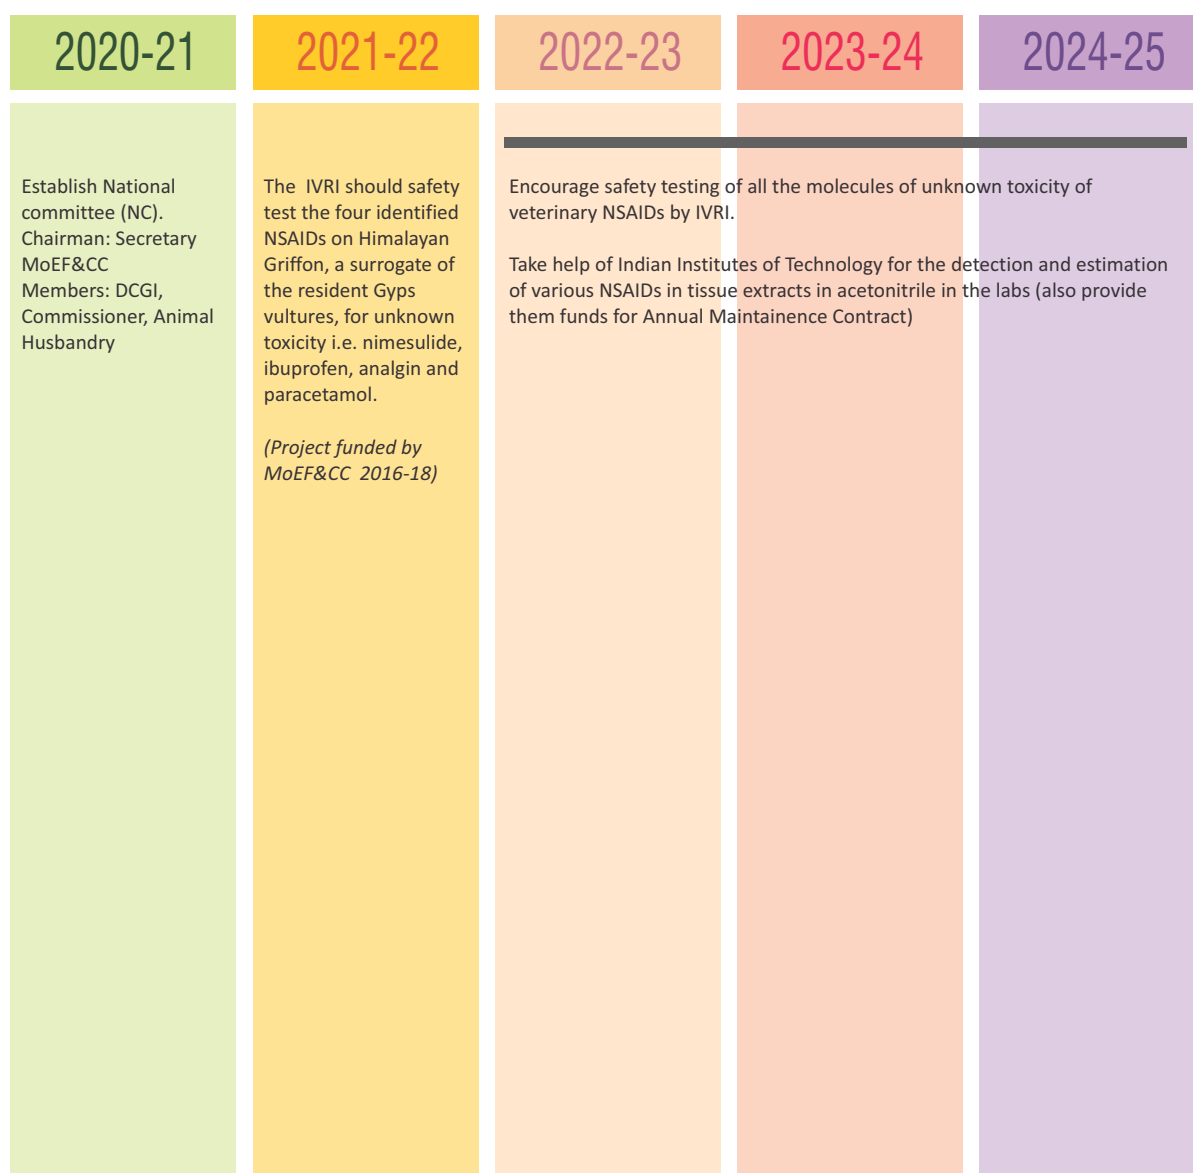 2020-21
2021-22
2022-23
2023-24
2024-25
Establish National
committee (NC).
Chairman: Secretary
MoEF&CC
Members: DCGI,
Commissioner, Animal
Husbandry
The IVRI should safety
test the four identified
NSAIDs on Himalayan
Griffon, a surrogate of
the resident Gyps
vultures, for unknown
toxicity i.e. nimesulide,
ibuprofen, analgin and
paracetamol.
(Project funded by
MoEF&CC 2016-18)
Encourage safety testing of all the molecules of unknown toxicity of
veterinary NSAIDs by IVRI.
Take help of Indian Institutes of Technology for the detection and estimation
of various NSAIDs in tissue extracts in acetonitrile in the labs (also provide
them funds for Annual Maintainence Contract)